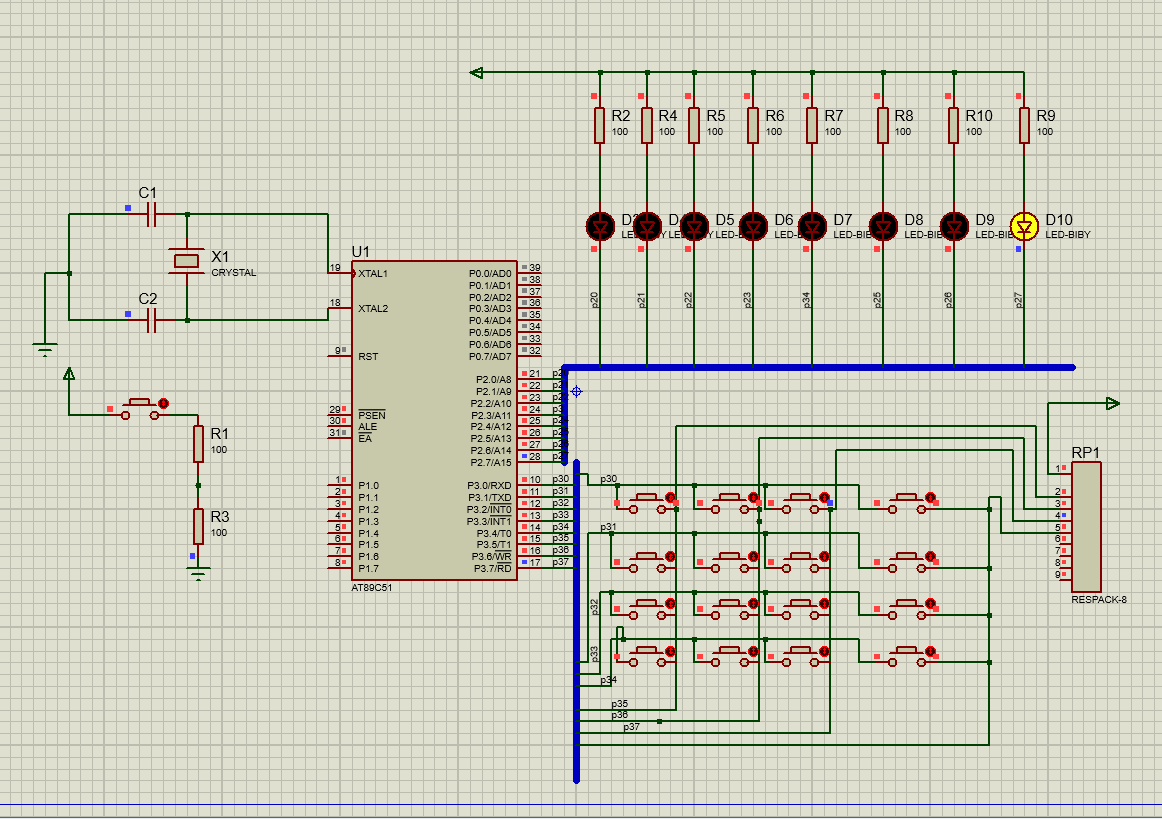 R2
100
R4
100
R5
100
R6
100
R7
100
R8
100
R10
100
R9
100
D5
D6
D7
D8
D9
D10
LED-BIBY
p20
p21
p22
p23
p34
p25
p26
p27
C1
X1
CRYSTAL
C2
R1
100
R3
100
U1
19 XTAL1
18 XTAL2
9 RST
29 PSEN
30 ALE
31 EA
1 P1.0
2 P1.1
3 P1.2
4 P1.3
5 P1.4
6 P1.5
7 P1.6
8 P1.7
P0.0/AD0 39
P0.1/AD1 38
P0.2/AD2 37
P0.3/AD3 36
P0.4/AD4 35
P0.5/AD5 34
P0.6/AD6 33
P0.7/AD7 32
P2.0/A8 21
P2.1/A9 22
P2.2/A10 23
P2.3/A11 24
P2.4/A12 25
P2.5/A13 26
P2.6/A14 27
P2.7/A15 28
P3.0/RXD 10 p30
P3.1/TXD 11 p31
P3.2/INT0 12 p32
P3.3/INT1 13 p33
P3.4/T0 14 p34
P3.5/T1 15 p35
P3.6/WR 16 p36
P3.7/RD 17 p37
AT89C51
p30
p31
p32
p33
p34
p35
p36
p37
RP1
1
2
3
4
5
6
7
8
9
RESPACK-8